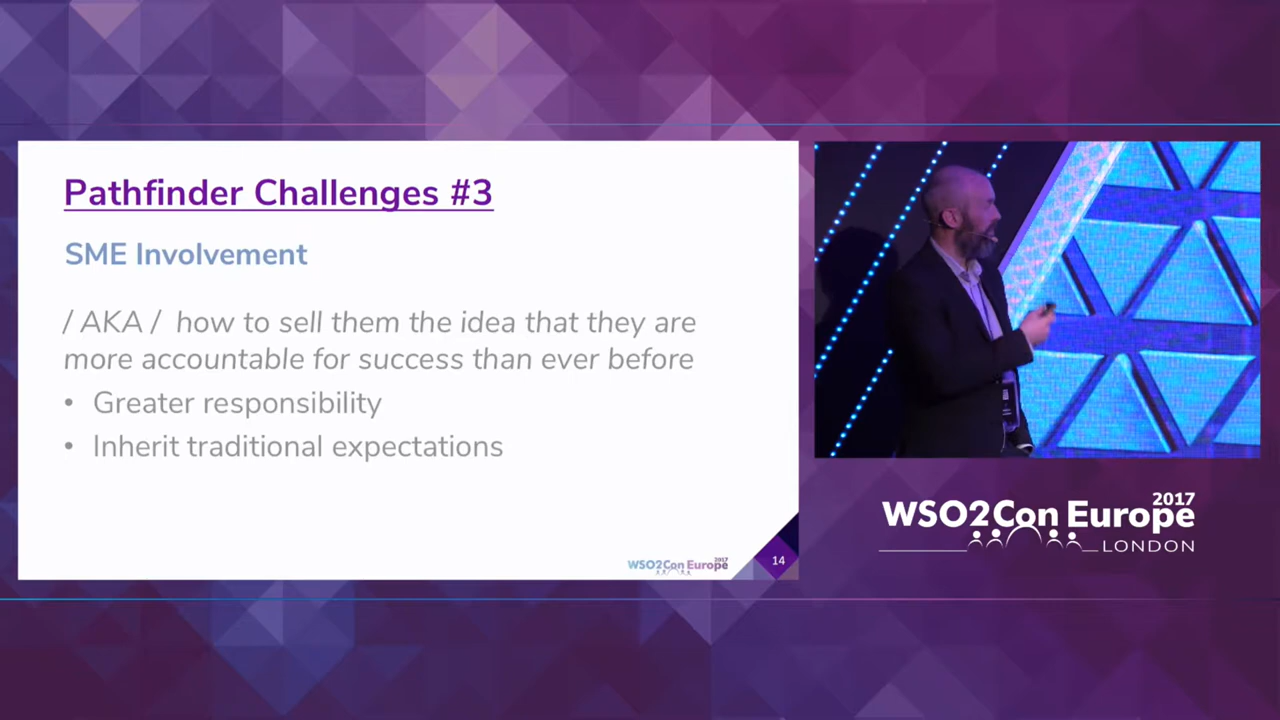 Pathfinder Challenges #3
SME Involvement
/ AKA / how to sell them the idea that they are
more accountable for success than ever before
• Greater responsibility
• Inherit traditional expectations
WSO2Con Europe 2017
14
WSO2Con Europe 2017
LONDON